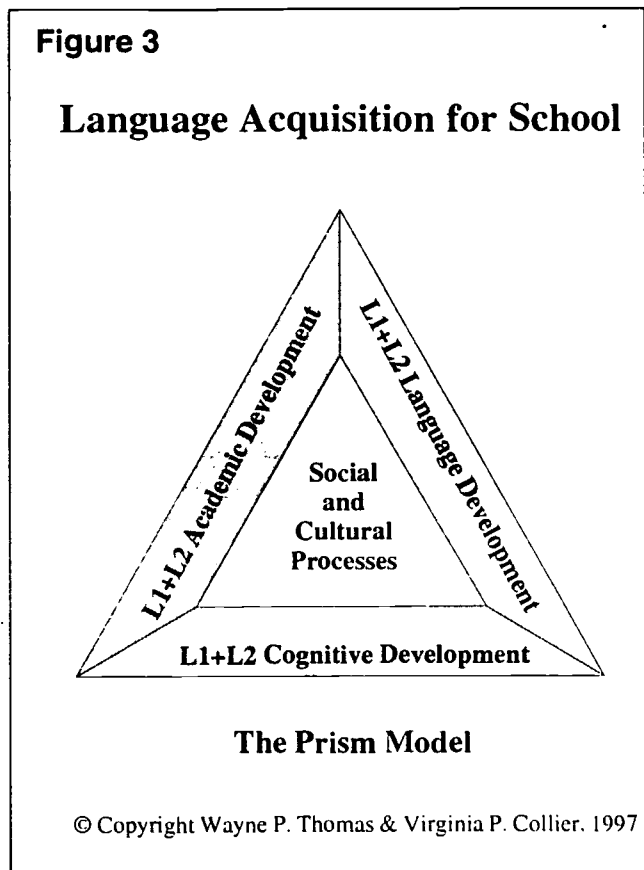 Figure 3
Language Acquisition for School
L1+L2 Academic Development
L1+L2 Language Development
Social
and
Cultural
Processes
L1+L2 Cognitive Development
The Prism Model
© Copyright Wayne P. Thomas & Virginia P. Collier. 1997